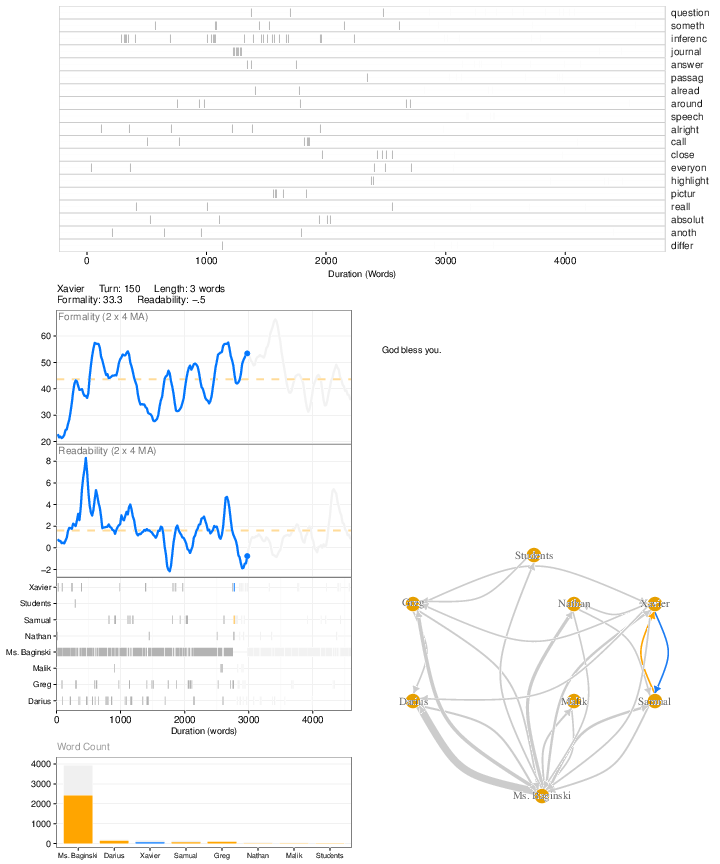 question
someth
inferenc
journal
answer
passag
alread
around
speech
alright
call
close
everyon
highlight
pictur
reall
absolut
anoth
differ
0 1000 2000 3000 4000
Duration (Words)
Xavier Turn: 150 Length: 3 words
Formality: 33.3 Readability: −.5
Formality (2 x 4 MA)
60
50
40
30
20
God bless you.
Readability (2 x 4 MA)
8
6
4
2
0
−2
Xavier
Students
Samual
Nathan
Ms. Baginski
Malik
Greg
Darius
0 1000 2000 3000 4000
Duration (words)
Students
Greg
Nathan
Xavier
Darius
Malik
Samual
Ms. Baginski
Word Count
4000
3000
2000
1000
0
Ms. Baginski Darius Xavier Samual Greg Nathan Malik Students